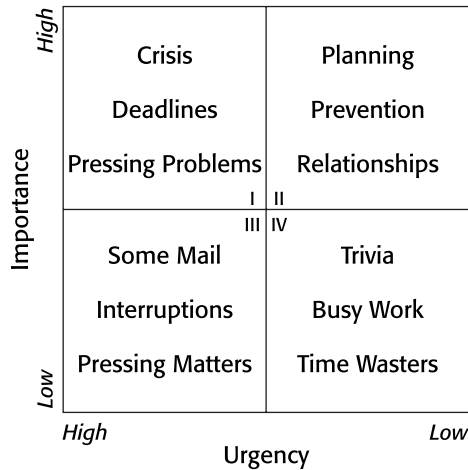 High
Crisis
Planning
Deadlines
Prevention
Pressing Problems
Relationships
I
II
Importance
III
IV
Some Mail
Trivia
Interruptions
Busy Work
Pressing Matters
Time Wasters
Low
High
Low
Urgency